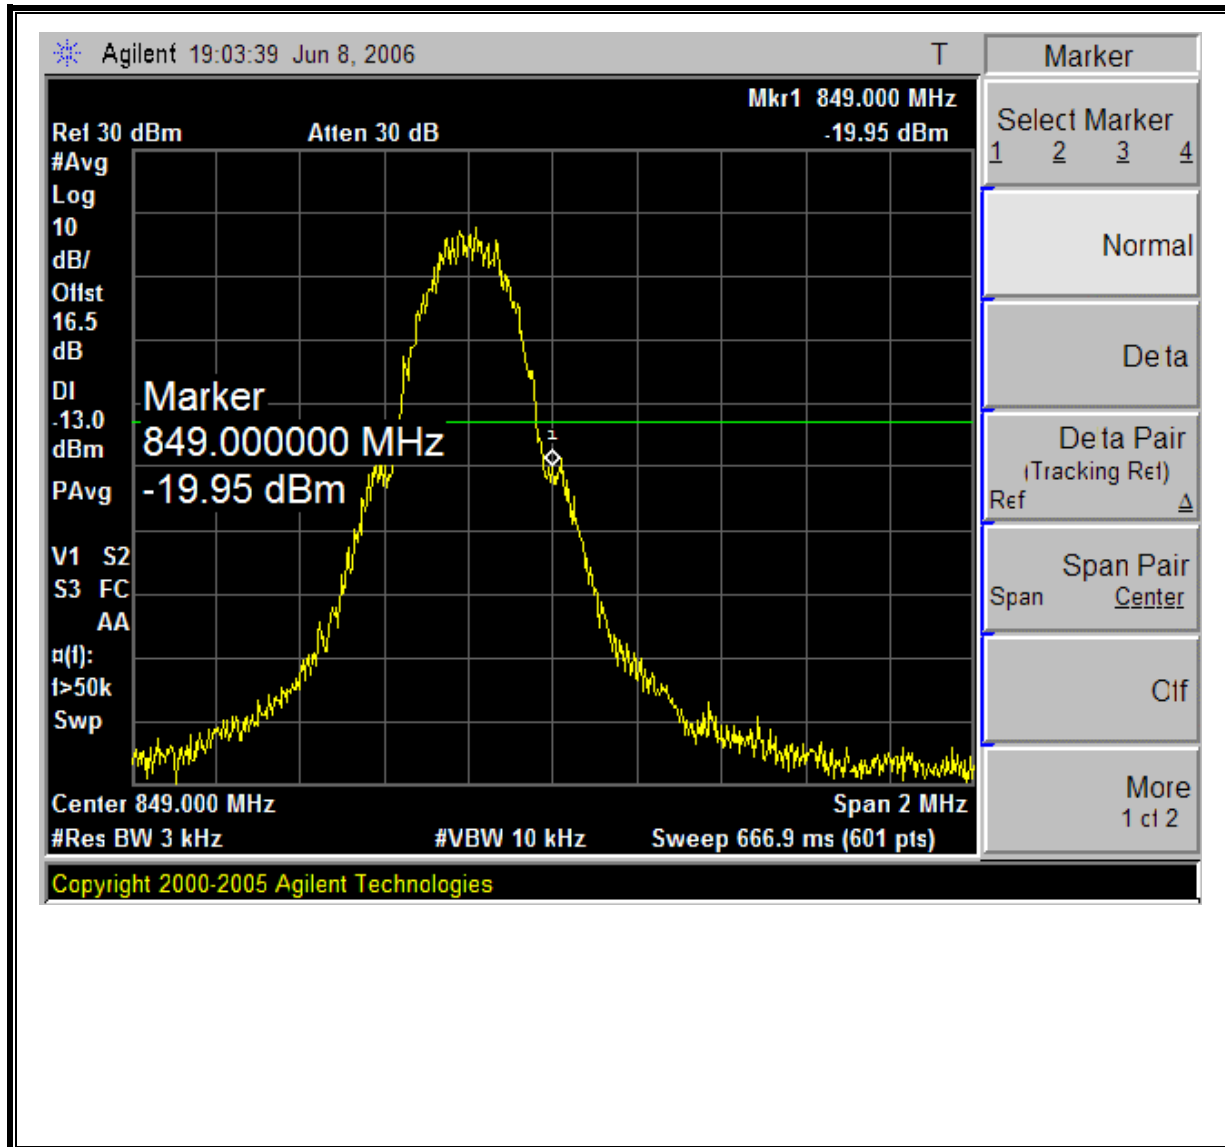 Agilent 19:03:39 Jun 8, 2006 T
Mkr1 849.000 MHz
Ref 30 dBm Atten 30 dB -19.95 dBm
#Avg
Log
10
dB/
Offst
16.5
dB
DI
-13.0
dBm
PAvg
V1 S2
S3 FC
AA
¤(f):
f>50k
Swp
Marker
849.000000 MHz
-19.95 dBm
1
Center 849.000 MHz Span 2 MHz
#Res BW 3 kHz #VBW 10 kHz Sweep 666.9 ms (601 pts)
Copyright 2000-2005 Agilent Technologies
Marker
Select Marker
1 2 3 4
Normal
Delta
Delta Pair
(Tracking Ref)
Ref Δ
Span Pair
Span Center
Off
More
1 of 2